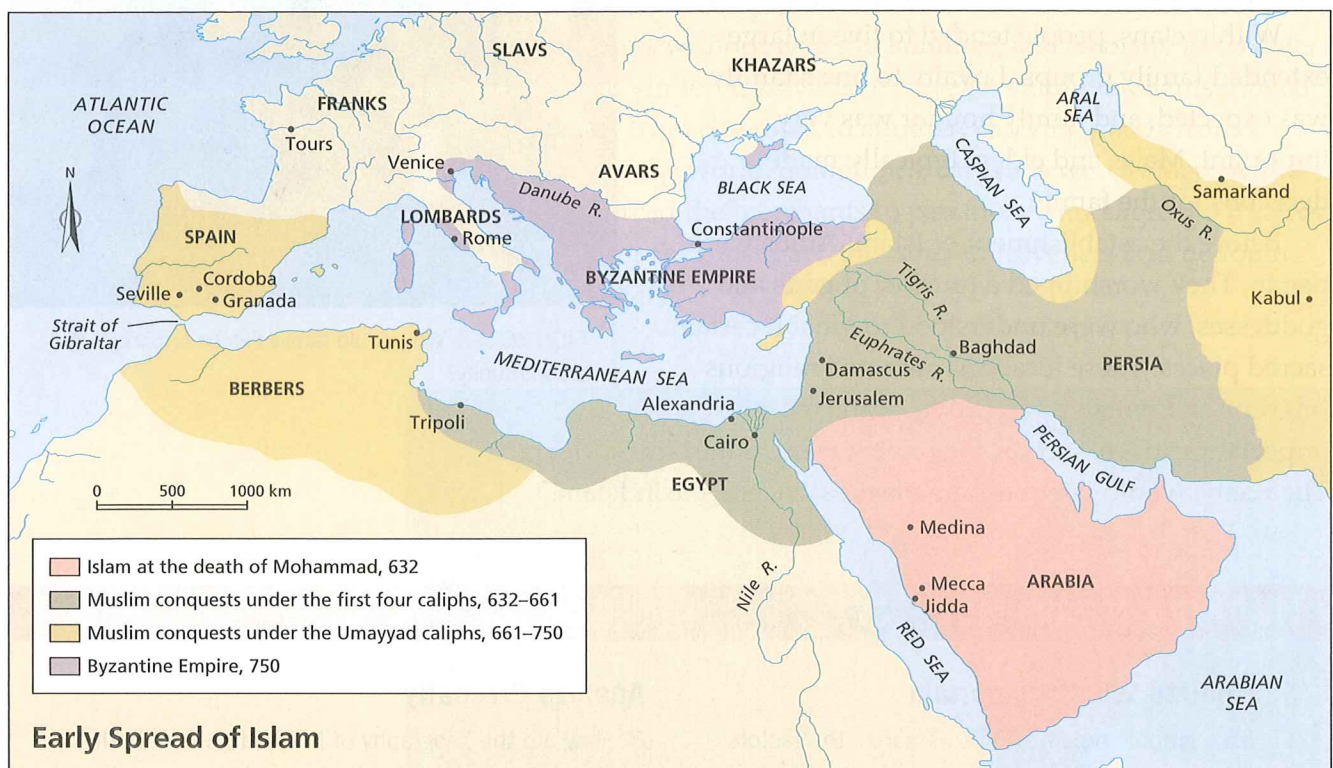 SLAVS
KHAZARS
ATLANTIC
OCEAN
FRANKS
ARAL
SEA
Tours
CASPIAN SEA
Venice
AVARS
BLACK SEA
Samarkand
N
Danube R.
Oxus R.
LOMBARDS
Rome
Constantinople
SPAIN
BYZANTINE EMPIRE
Tigris R.
Cordoba
Seville
Granada
Kabul
Strait of
Gibraltar
Tunis
Euphrates R.
Baghdad
MEDITERRANEAN SEA
Damascus
PERSIA
BERBERS
Alexandria
Jerusalem
Tripoli
Cairo
PERSIAN GULF
EGYPT
0 500 1000 km
Medina
Nile R.
Mecca
ARABIA
Jidda
RED SEA
ARABIAN
SEA
Islam at the death of Mohammad, 632
Muslim conquests under the first four caliphs, 632–661
Muslim conquests under the Umayyad caliphs, 661–750
Byzantine Empire, 750
Early Spread of Islam